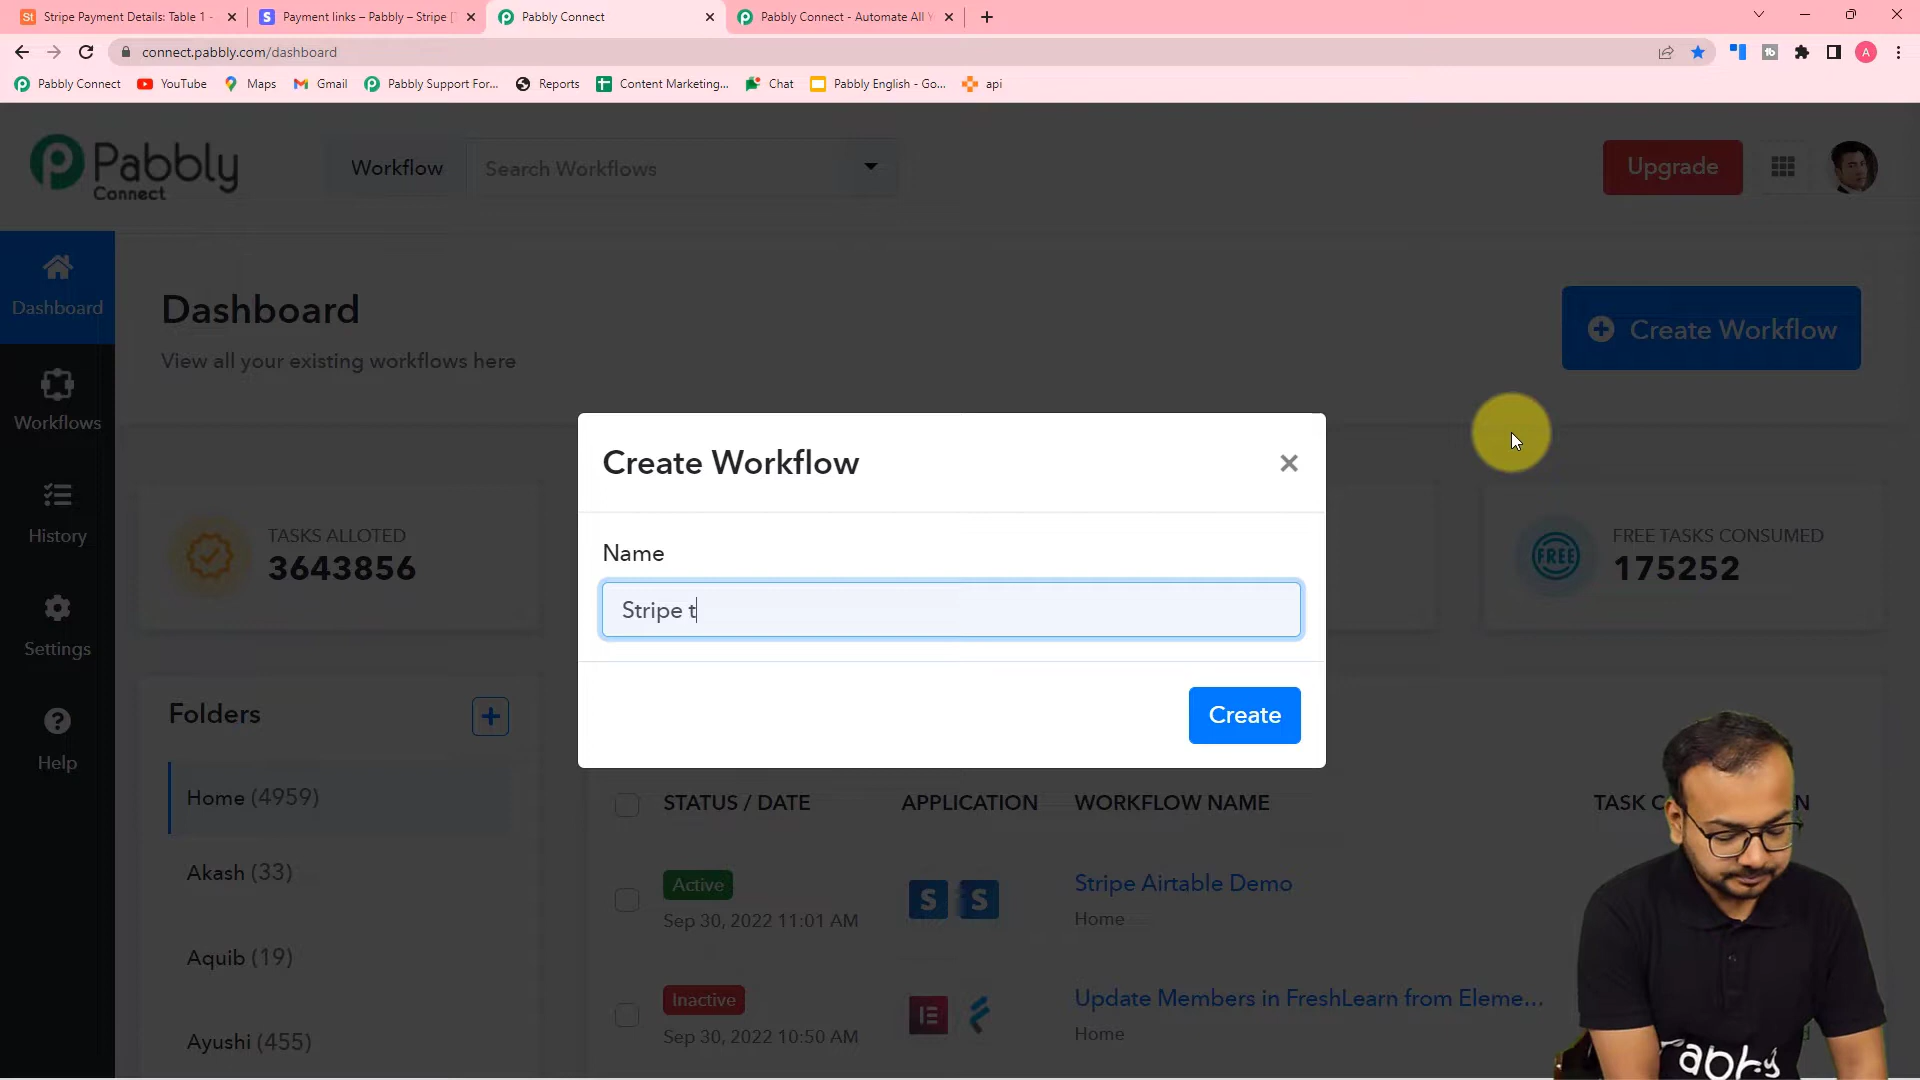 Stripe Payment Details: Table 1 -
Payment links – Pabbly – Stripe [
Pabbly Connect
Pabbly Connect - Automate All Y
connect.pabbly.com/dashboard
A
Pabbly Connect
YouTube
Maps
Gmail
Pabbly Support For...
Reports
Content Marketing...
Chat
Pabbly English - Go...
api
Pabbly
Connect
Workflow
Search Workflows
Upgrade
Dashboard
Workflows
History
Settings
Help
Dashboard
View all your existing workflows here
Create Workflow
TASKS ALLOTED
3643856
FREE
FREE TASKS CONSUMED
175252
Create Workflow
Name
Stripe t
Create
Folders
Home (4959)
Akash (33)
Aquib (19)
Ayushi (455)
STATUS / DATE
APPLICATION
WORKFLOW NAME
Active
Sep 30, 2022 11:01 AM
Stripe Airtable Demo
Home
Inactive
Sep 30, 2022 10:50 AM
Update Members in FreshLearn from Eleme...
Home